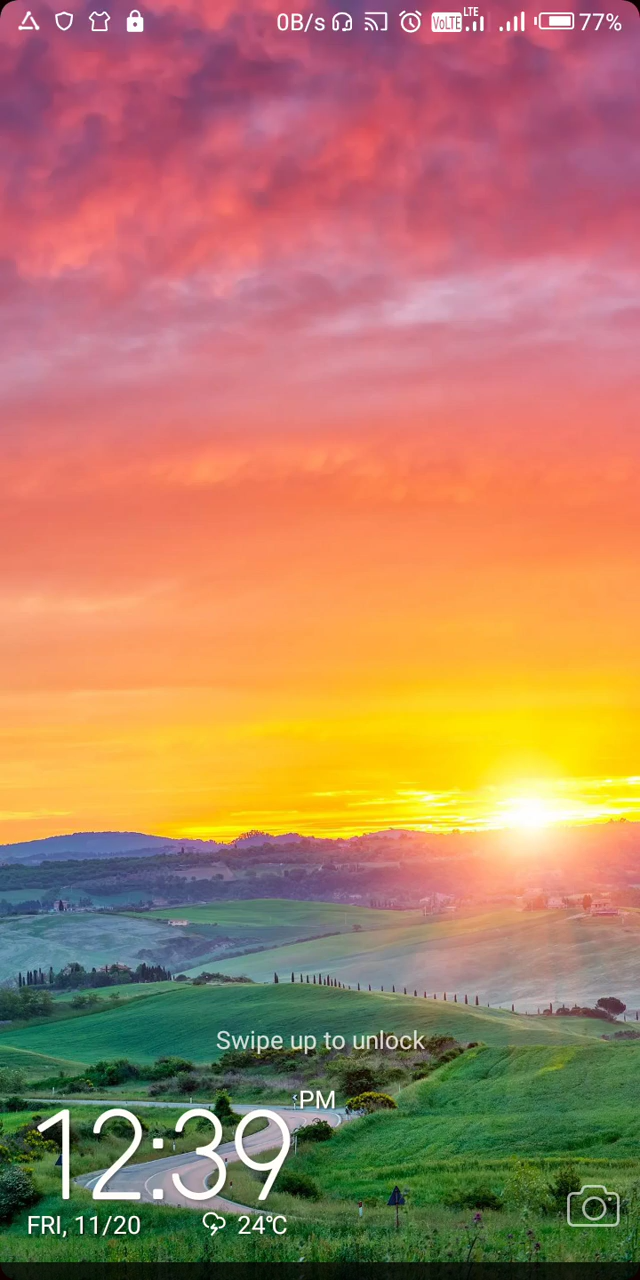 0B/s VoLTE LTE 77%
Swipe up to unlock
12:39 PM
FRI, 11/20 24℃